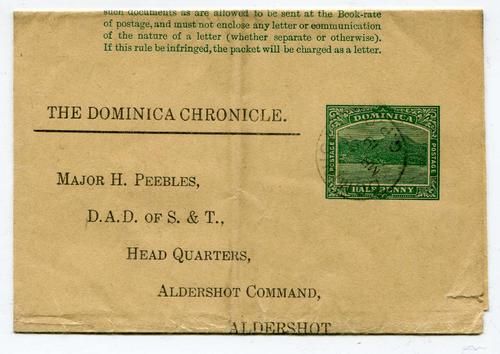 such documents as are allowed to be sent at the Book-rate
of postage, and must not enclose any letter or communication
of the nature of a letter (whether separate or otherwise).
If this rule be infringed, the packet will be charged as a letter.
THE DOMINICA CHRONICLE.
DOMINICA
POSTAGE
POSTAGE
HALF PENNY
MAJOR H. PEEBLES,
D.A.D. OF S. & T.,
HEAD QUARTERS,
ALDERSHOT COMMAND,
ALDERSHOT